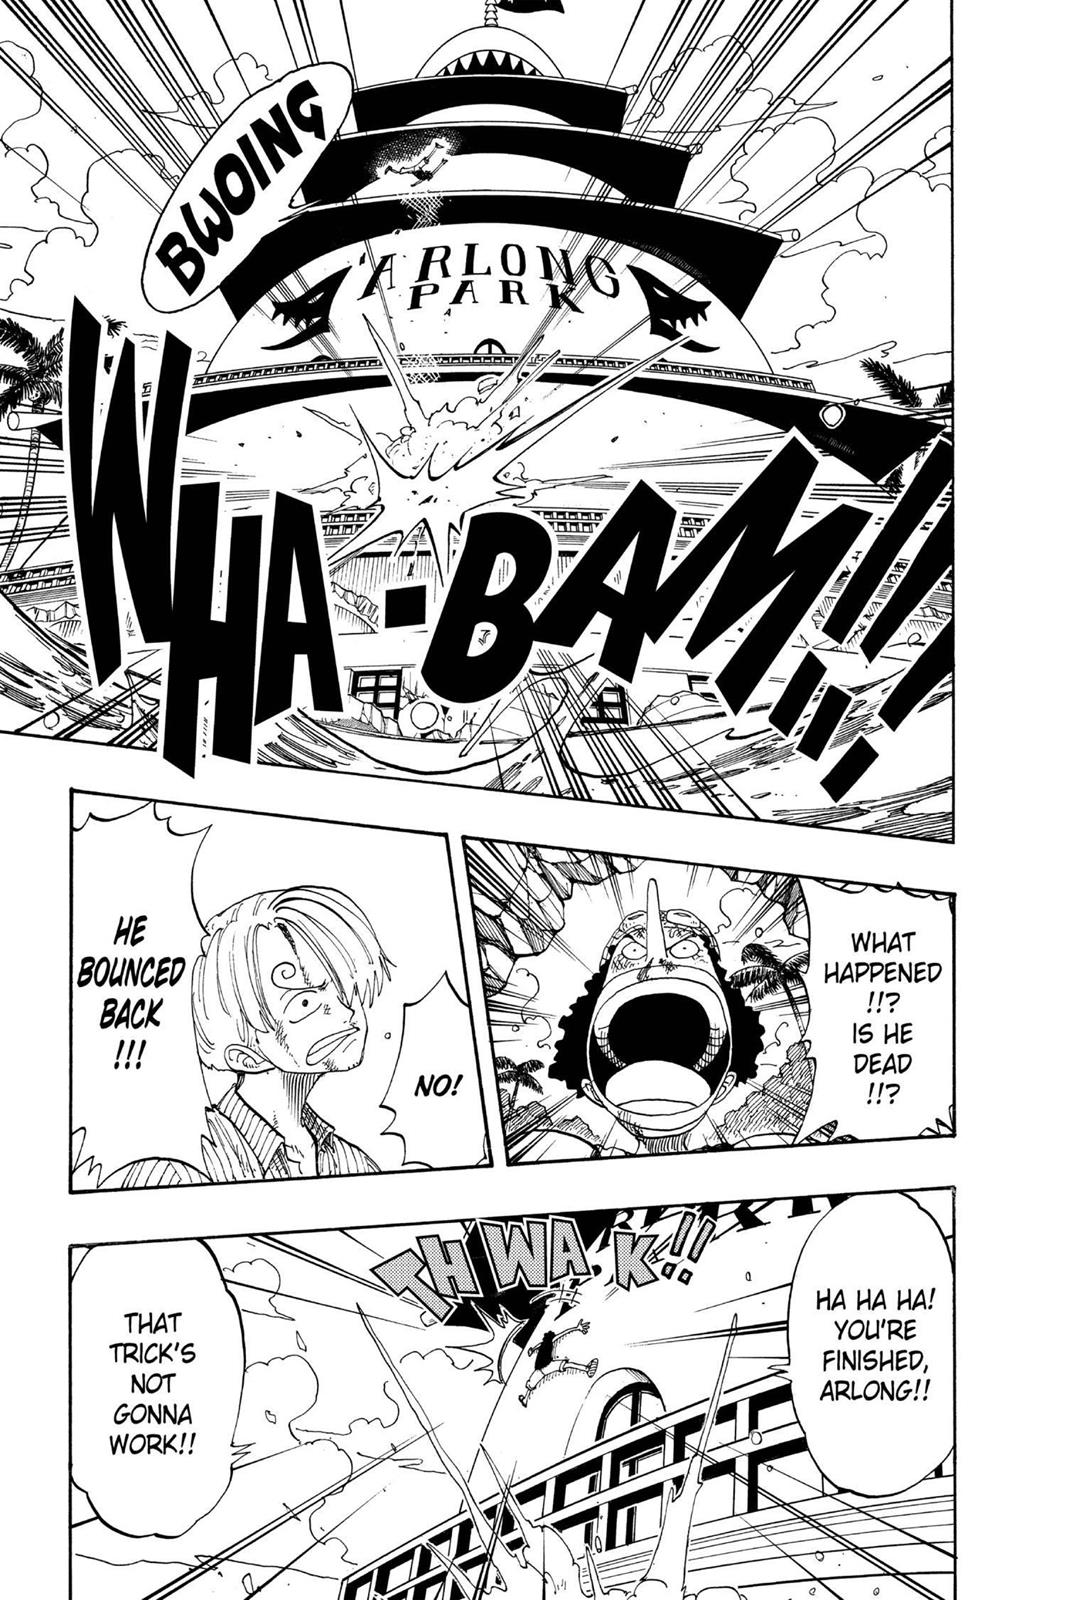 BWOING
ARLONG
PARK
WHA-BAM!!!
WHAT
HAPPENED
!!?
IS HE
DEAD
!!?
NO!
HE
BOUNCED
BACK
!!!
THWAK!!
HA HA HA!
YOU'RE
FINISHED,
ARLONG!!
THAT
TRICK'S
NOT
GONNA
WORK!!